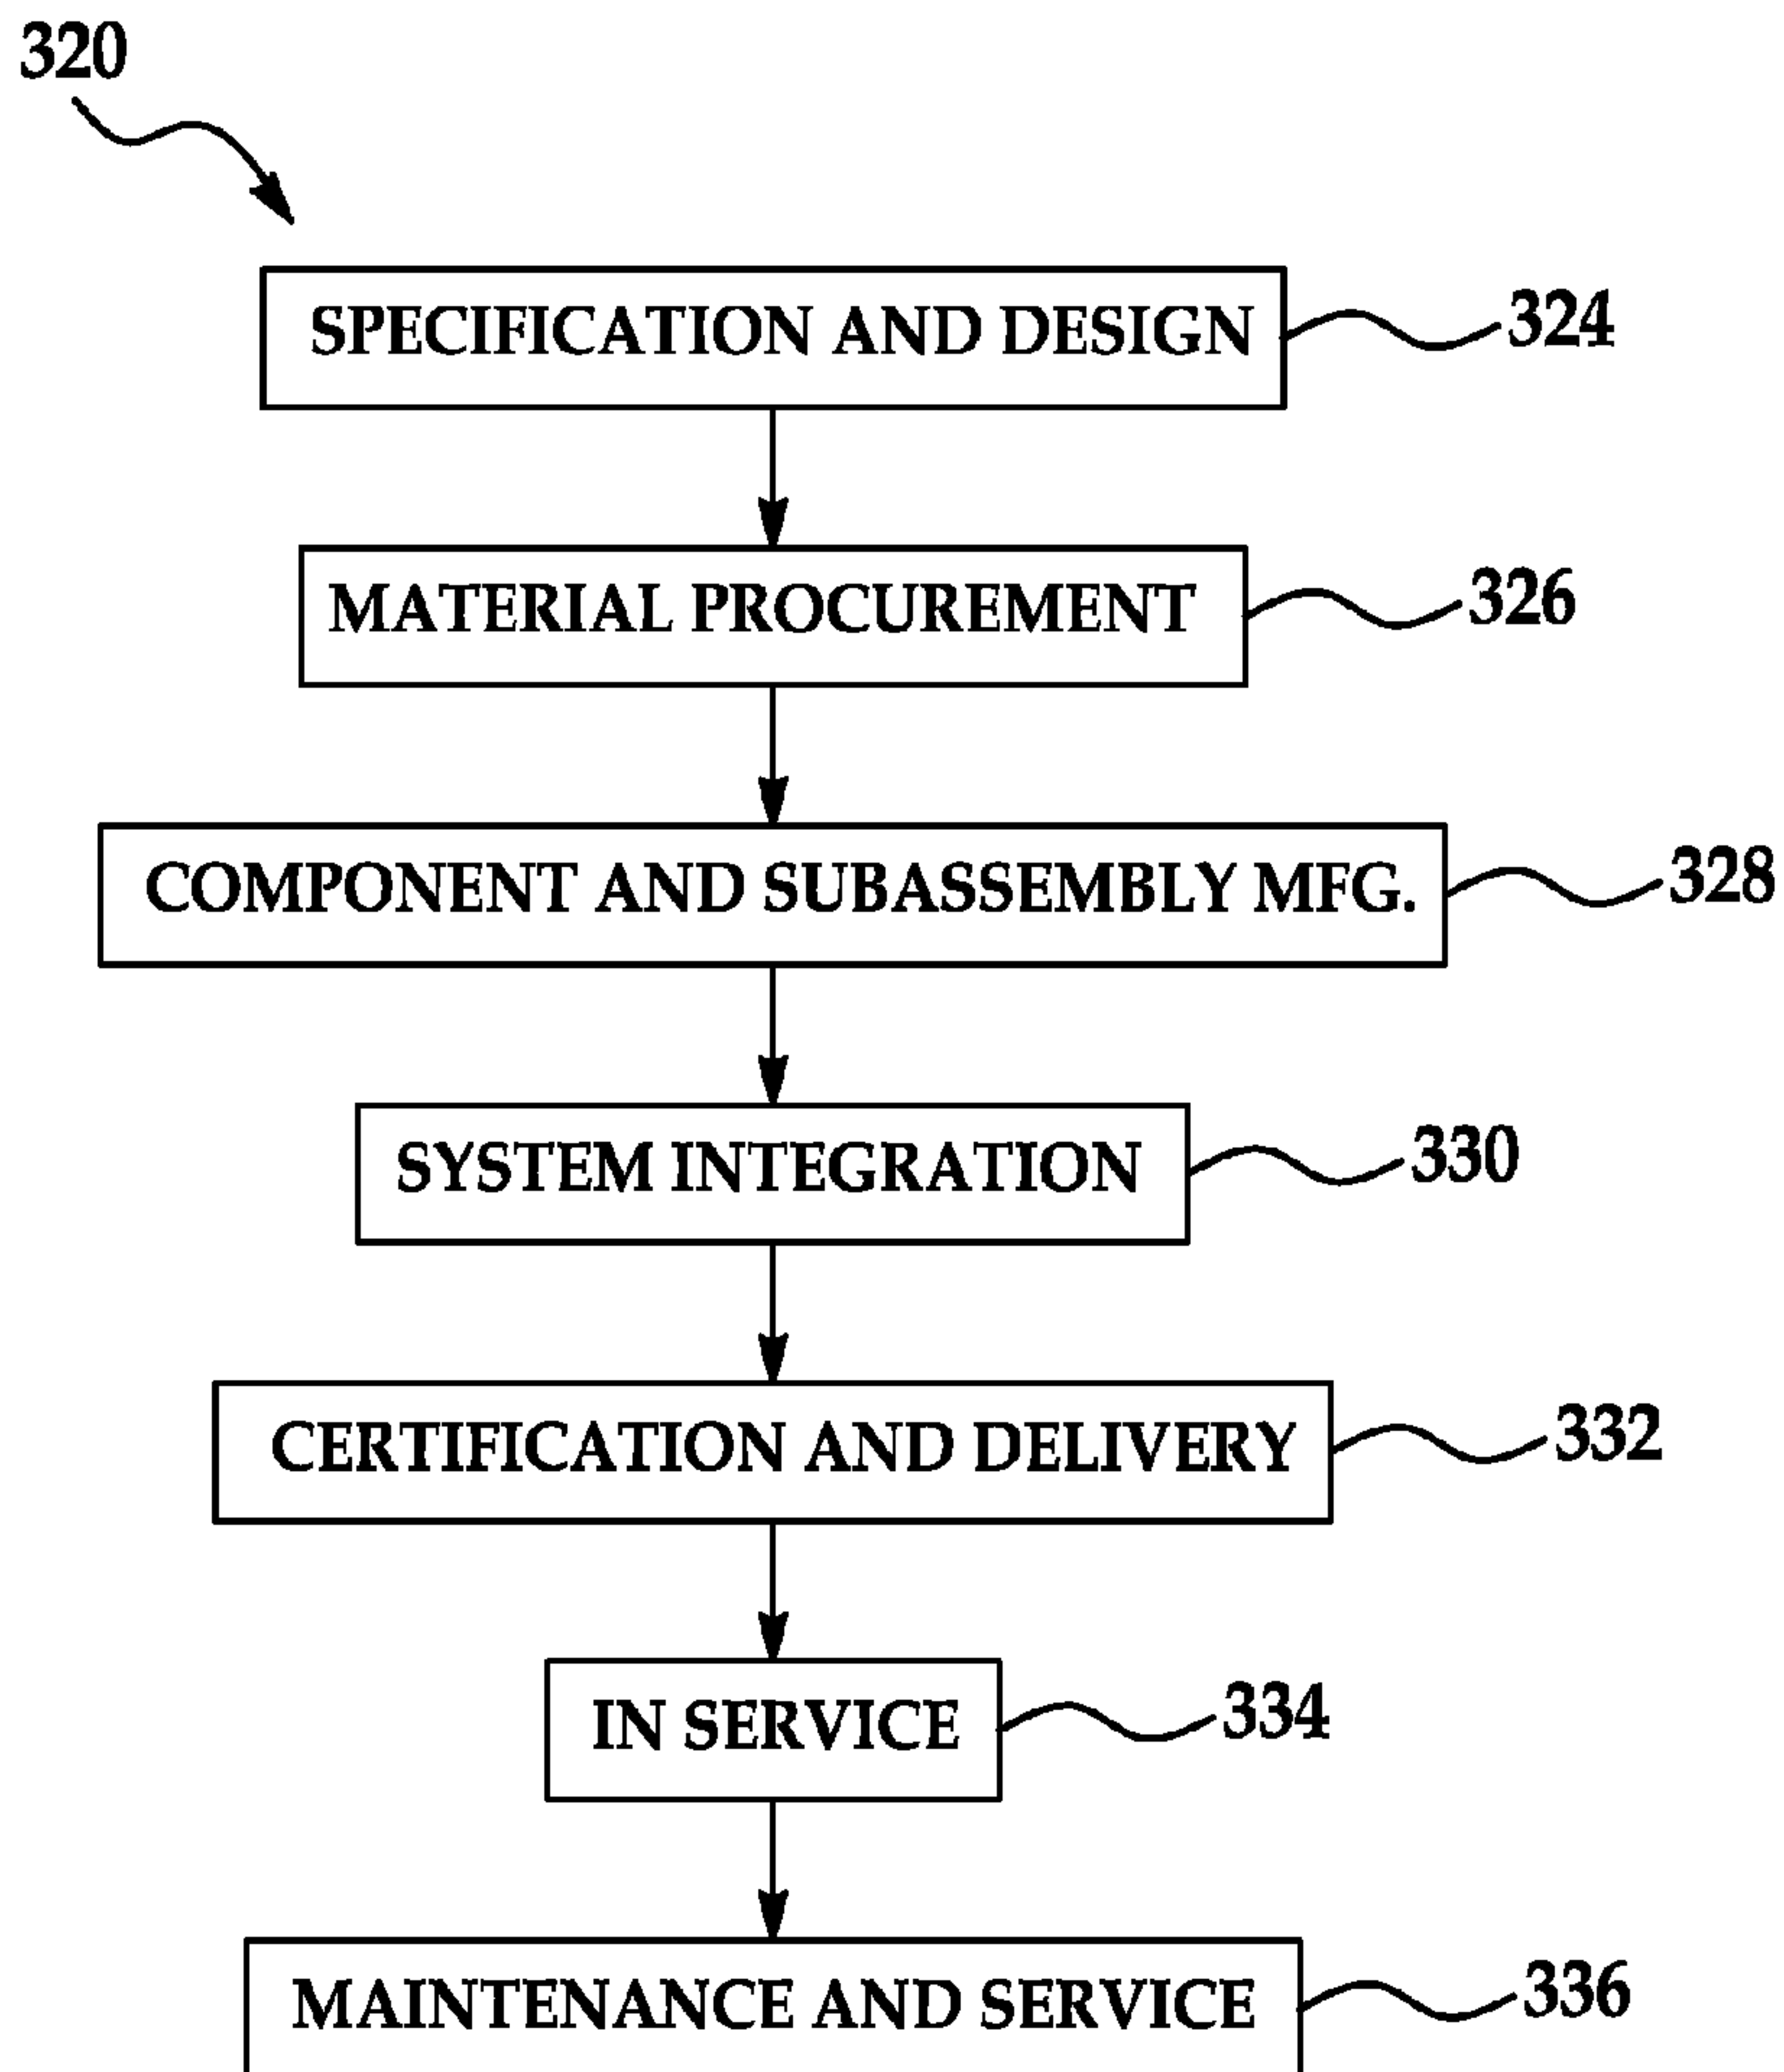 320
SPECIFICATION AND DESIGN 324
MATERIAL PROCUREMENT 326
COMPONENT AND SUBASSEMBLY MFG. 328
SYSTEM INTEGRATION 330
CERTIFICATION AND DELIVERY 332
IN SERVICE 334
MAINTENANCE AND SERVICE 336